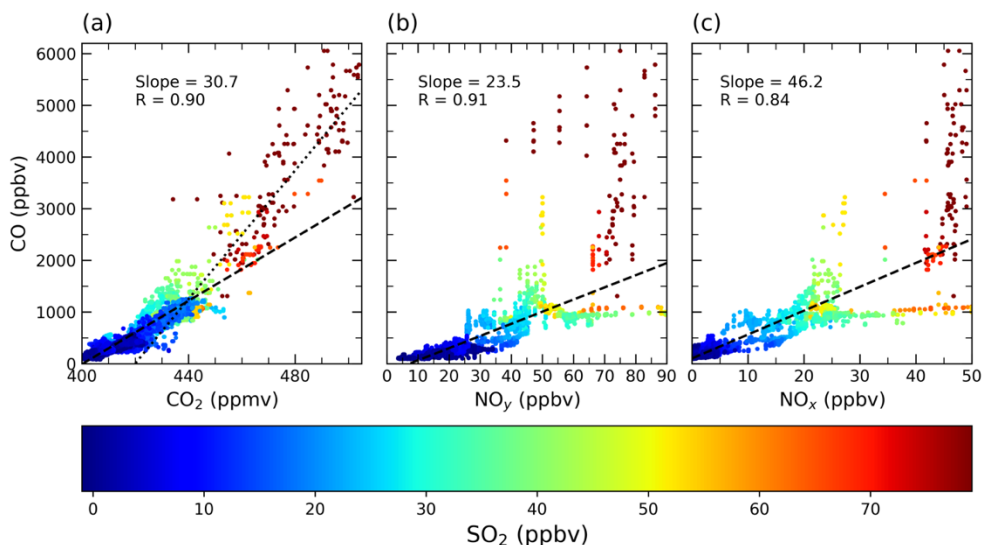 (a)
(b)
(c)
Slope = 30.7
R = 0.90
Slope = 23.5
R = 0.91
Slope = 46.2
R = 0.84
CO (ppbv)
6000
5000
4000
3000
2000
1000
0
400 440 480
0 10 20 30 40 50 60 70 80 90
0 10 20 30 40 50
CO₂ (ppmv)
NOy (ppbv)
NOₓ (ppbv)
0 10 20 30 40 50 60 70
SO₂ (ppbv)